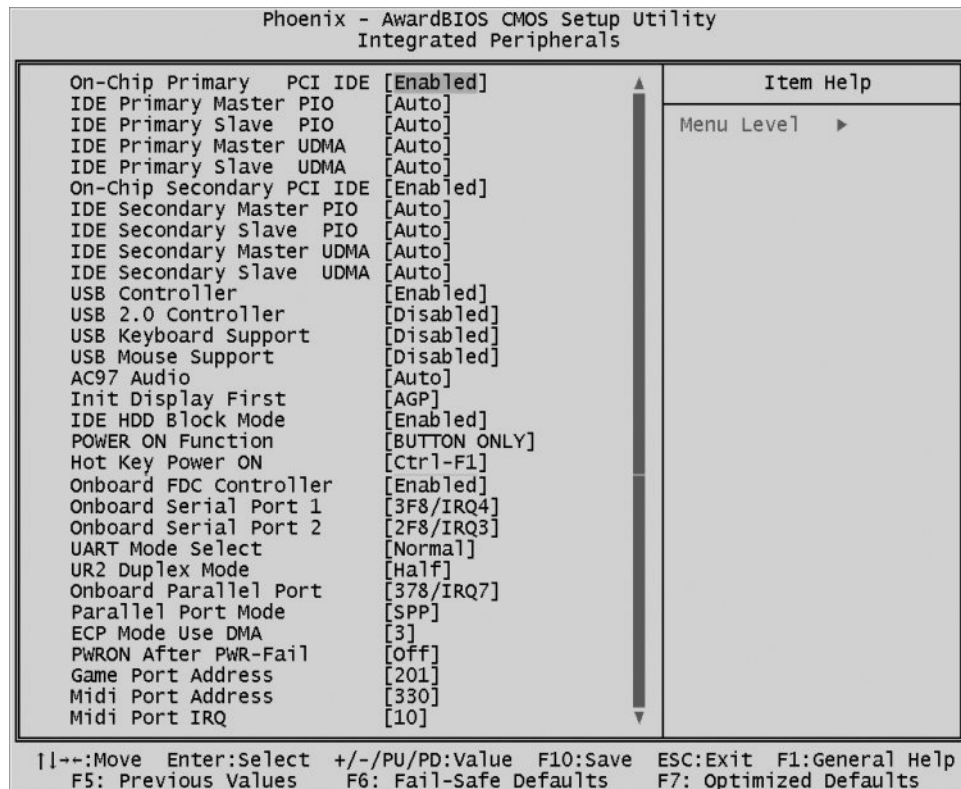 Phoenix - AwardBIOS CMOS Setup Utility
Integrated Peripherals
On-Chip Primary PCI IDE [Enabled]
IDE Primary Master PIO [Auto]
IDE Primary Slave PIO [Auto]
IDE Primary Master UDMA [Auto]
IDE Primary Slave UDMA [Auto]
On-Chip Secondary PCI IDE [Enabled]
IDE Secondary Master PIO [Auto]
IDE Secondary Slave PIO [Auto]
IDE Secondary Master UDMA [Auto]
IDE Secondary Slave UDMA [Auto]
USB Controller [Enabled]
USB 2.0 Controller [Disabled]
USB Keyboard Support [Disabled]
USB Mouse Support [Disabled]
AC97 Audio [Auto]
Init Display First [AGP]
IDE HDD Block Mode [Enabled]
POWER ON Function [BUTTON ONLY]
Hot Key Power ON [Ctrl-F1]
Onboard FDC Controller [Enabled]
Onboard Serial Port 1 [3F8/IRQ4]
Onboard Serial Port 2 [2F8/IRQ3]
UART Mode Select [Normal]
UR2 Duplex Mode [Half]
Onboard Parallel Port [378/IRQ7]
Parallel Port Mode [SPP]
ECP Mode Use DMA [3]
PWRON After PWR-Fail [Off]
Game Port Address [201]
Midi Port Address [330]
Midi Port IRQ [10]
Item Help
Menu Level ▶
↑↓→←:Move Enter:Select +/-/PU/PD:Value F10:Save ESC:Exit F1:General Help
F5: Previous Values F6: Fail-Safe Defaults F7: Optimized Defaults